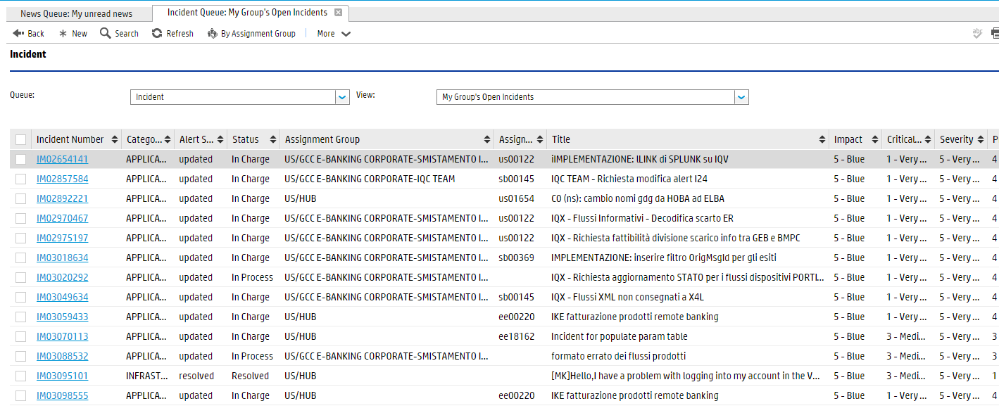 News Queue: My unread news Incident Queue: My Group's Open Incidents
Back New Search Refresh By Assignment Group More abc
Incident
Queue: Incident View: My Group's Open Incidents
Incident Number Catego... Alert S... Status Assignment Group Assign... Title Impact Critical... Severity P
IM02654141 APPLICA... updated In Charge US/GCC E-BANKING CORPORATE-SMISTAMENTO I... us00122 iIMPLEMENTAZIONE: lLINK di SPLUNK su IQV 5 - Blue 1 - Very ... 5 - Very ... 4
IM02857584 APPLICA... updated In Charge US/GCC E-BANKING CORPORATE-IQC TEAM sb00145 IQC TEAM - Richiesta modifica alert I24 5 - Blue 1 - Very ... 5 - Very ... 4
IM02892221 APPLICA... updated In Charge US/HUB us01654 CO (ns): cambio nomi gdg da HOBA ad ELBA 5 - Blue 1 - Very ... 5 - Very ... 4
IM02970467 APPLICA... updated In Charge US/GCC E-BANKING CORPORATE-SMISTAMENTO I... us00122 IQX - Flussi Informativi - Decodifica scarto ER 5 - Blue 1 - Very ... 5 - Very ... 4
IM02975197 APPLICA... updated In Charge US/GCC E-BANKING CORPORATE-SMISTAMENTO I... us00122 IQX - Richiesta fattibilità divisione scarico info tra GEB e BMPC 5 - Blue 1 - Very ... 5 - Very ... 4
IM03018634 APPLICA... updated In Charge US/GCC E-BANKING CORPORATE-SMISTAMENTO I... sb00369 IMPLEMENTAZIONE: inserire filtro OrigMsgId per gli esiti 5 - Blue 1 - Very ... 5 - Very ... 4
IM03020292 APPLICA... updated In Process US/GCC E-BANKING CORPORATE-SMISTAMENTO I... IQX - Richiesta aggiornamento STATO per i flussi dispositivi PORTI... 5 - Blue 1 - Very ... 5 - Very ... 4
IM03049634 APPLICA... updated In Charge US/GCC E-BANKING CORPORATE-SMISTAMENTO I... sb00145 IQX - Flussi XML non consegnati a X4L 5 - Blue 1 - Very ... 5 - Very ... 4
IM03059433 APPLICA... updated In Charge US/HUB ee00220 IKE fatturazione prodotti remote banking 5 - Blue 1 - Very ... 5 - Very ... 4
IM03070113 APPLICA... updated In Charge US/HUB ee18162 Incident for populate param table 5 - Blue 3 - Medi... 5 - Very ... 3
IM03088532 APPLICA... updated In Process US/GCC E-BANKING CORPORATE-SMISTAMENTO I... formato errato dei flussi prodotti 5 - Blue 3 - Medi... 5 - Very ... 3
IM03095101 INFRAST... resolved Resolved US/HUB [MK]Hello,I have a problem with logging into my account in the V... 5 - Blue 3 - Medi... 5 - Very ... 1
IM03098555 APPLICA... updated In Charge US/HUB ee00220 IKE fatturazione prodotti remote banking 5 - Blue 1 - Very ... 5 - Very ... 4